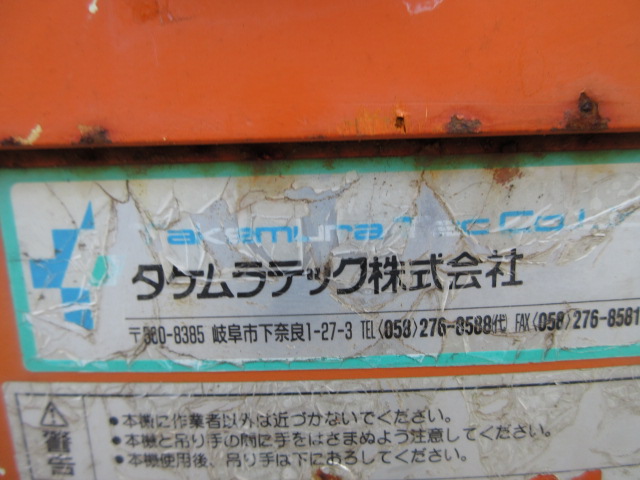 Takemura Tec Co
タケムラテック株式会社
〒500-8385 岐阜市下奈良1-27-3 TEL〈058〉276-8588(代) FAX〈058〉276-8581
警告
●本機に作業者以外は近づかないでください。
●本機と吊り手の間に手をはさまぬよう注意してください。
●本機使用後、吊り手は下におろしてください。